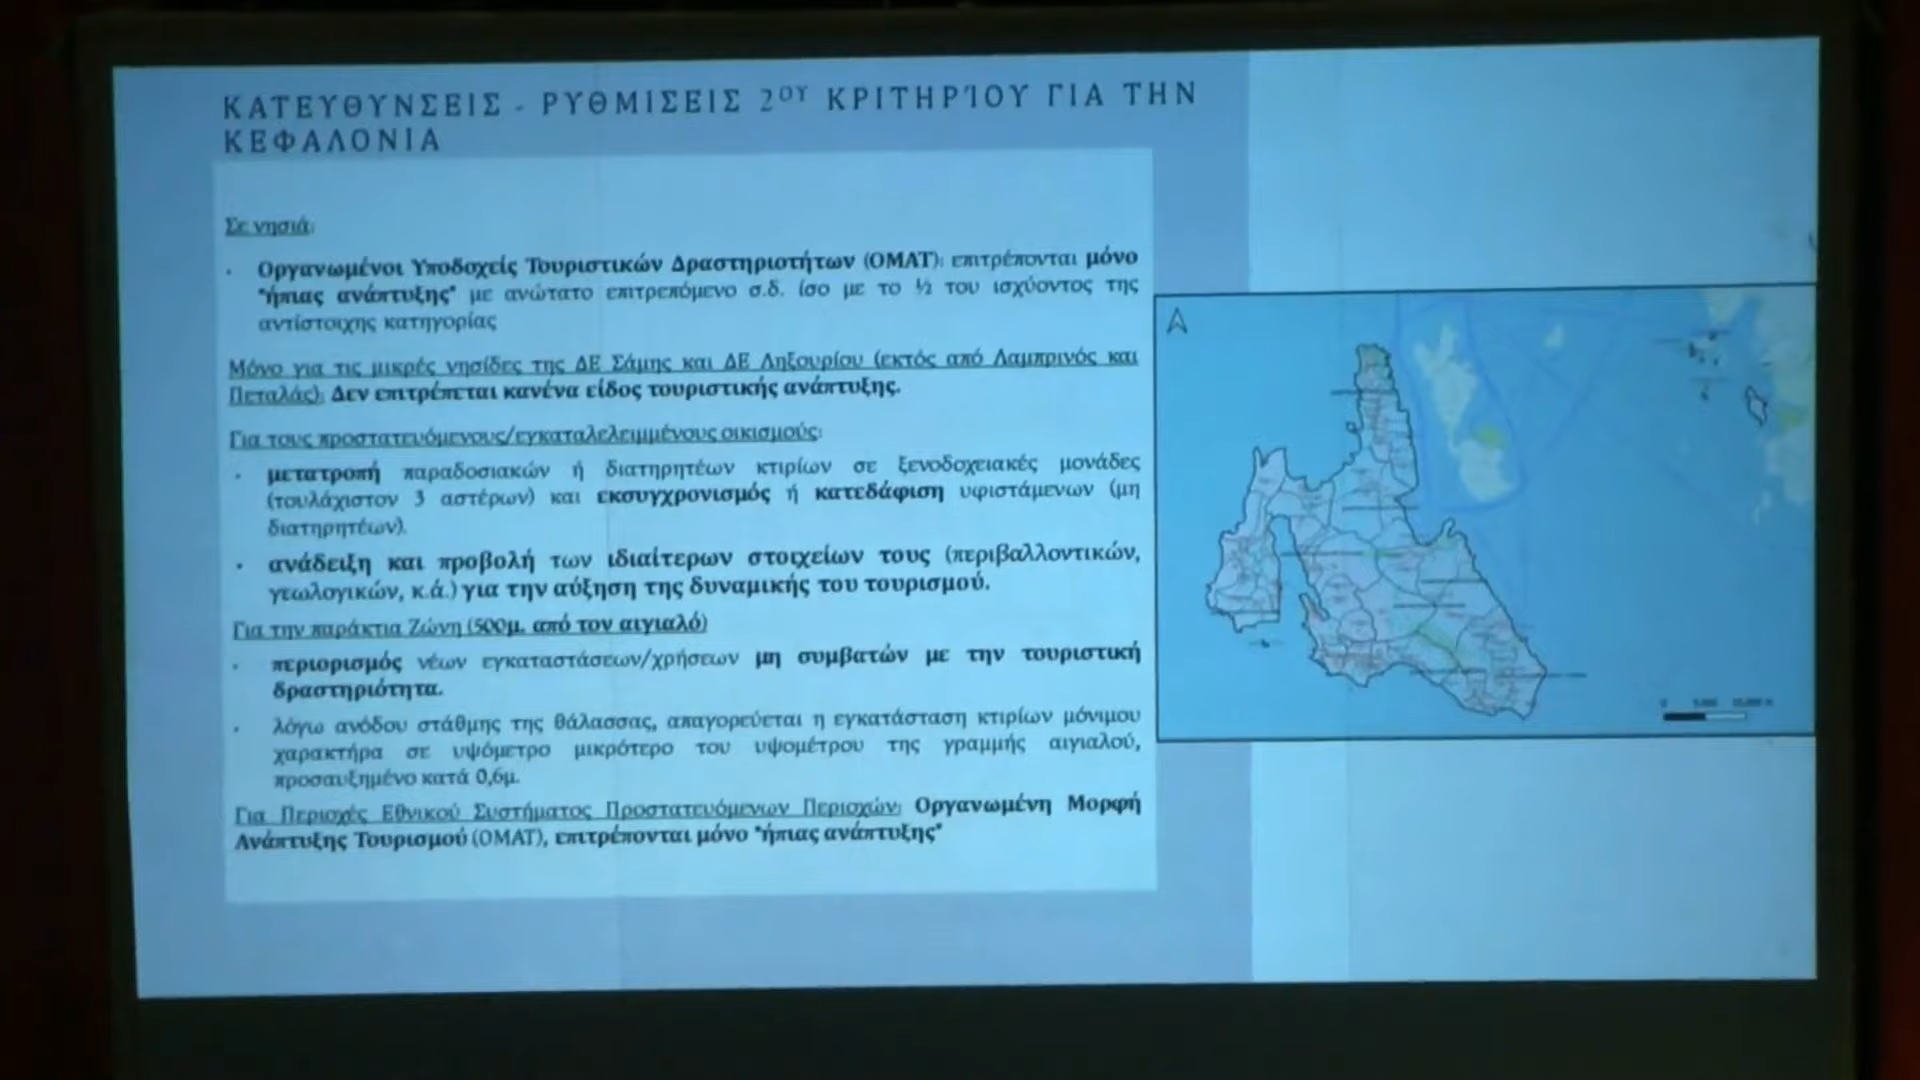 ΚΑΤΕΥΘΥΝΣΕΙΣ - ΡΥΘΜΙΣΕΙΣ 2ΟΥ ΚΡΙΤΗΡΊΟΥ ΓΙΑ ΤΗΝ
ΚΕΦΑΛΟΝΙΑ
Σε νησιά:
· Οργανωμένοι Υποδοχείς Τουριστικών Δραστηριοτήτων (ΟΜΑΤ): επιτρέπονται μόνο
"ήπιας ανάπτυξης" με ανώτατο επιτρεπόμενο σ.δ. ίσο με το ½ του ισχύοντος της
αντίστοιχης κατηγορίας
Μόνο για τις μικρές νησίδες της ΔΕ Σάμης και ΔΕ Ληξουρίου (εκτός από Λαμπρινός και
Πεταλάς): Δεν επιτρέπεται κανένα είδος τουριστικής ανάπτυξης.
Για τους προστατευόμενους/εγκαταλελειμμένους οικισμούς:
· μετατροπή παραδοσιακών ή διατηρητέων κτιρίων σε ξενοδοχειακές μονάδες
(τουλάχιστον 3 αστέρων) και εκσυγχρονισμός ή κατεδάφιση υφιστάμενων (μη
διατηρητέων).
· ανάδειξη και προβολή των ιδιαίτερων στοιχείων τους (περιβαλλοντικών,
γεωλογικών, κ.ά.) για την αύξηση της δυναμικής του τουρισμού.
Για την παράκτια Ζώνη (500μ. από τον αιγιαλό)
· περιορισμός νέων εγκαταστάσεων/χρήσεων μη συμβατών με την τουριστική
δραστηριότητα.
· λόγω ανόδου στάθμης της θάλασσας, απαγορεύεται η εγκατάσταση κτιρίων μόνιμου
χαρακτήρα σε υψόμετρο μικρότερο του υψομέτρου της γραμμής αιγιαλού,
προσαυξημένο κατά 0,6μ.
Για Περιοχές Εθνικού Συστήματος Προστατευόμενων Περιοχών: Οργανωμένη Μορφή
Ανάπτυξης Τουρισμού (ΟΜΑΤ), επιτρέπονται μόνο "ήπιας ανάπτυξης"